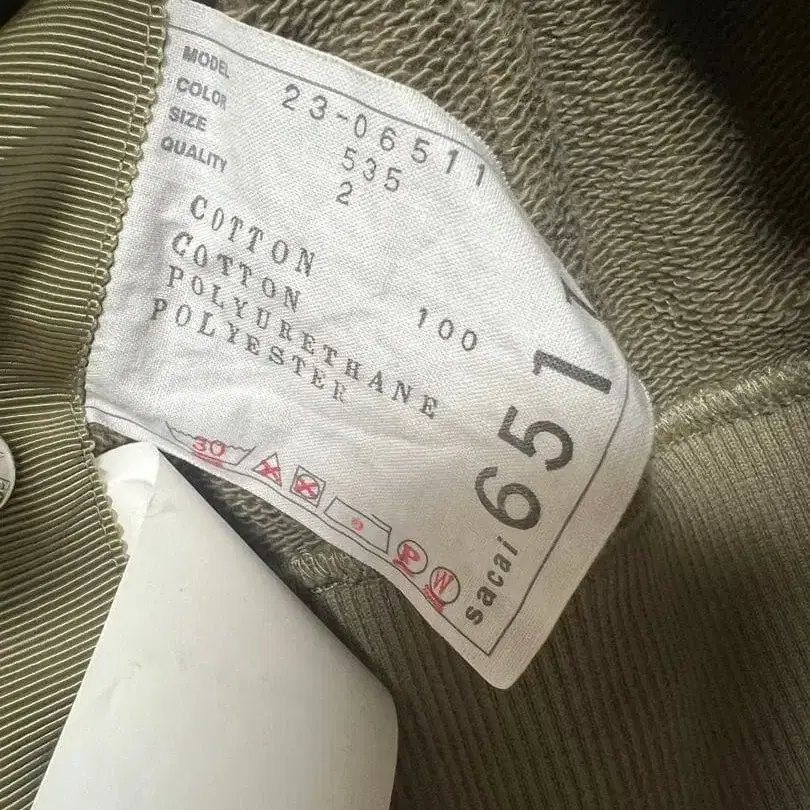 MODEL 23-06511
COLOR 535
SIZE 2
QUALITY
COTTON 100
COTTON
POLYURETHANE
POLYESTER
30
P
W
sacai 651